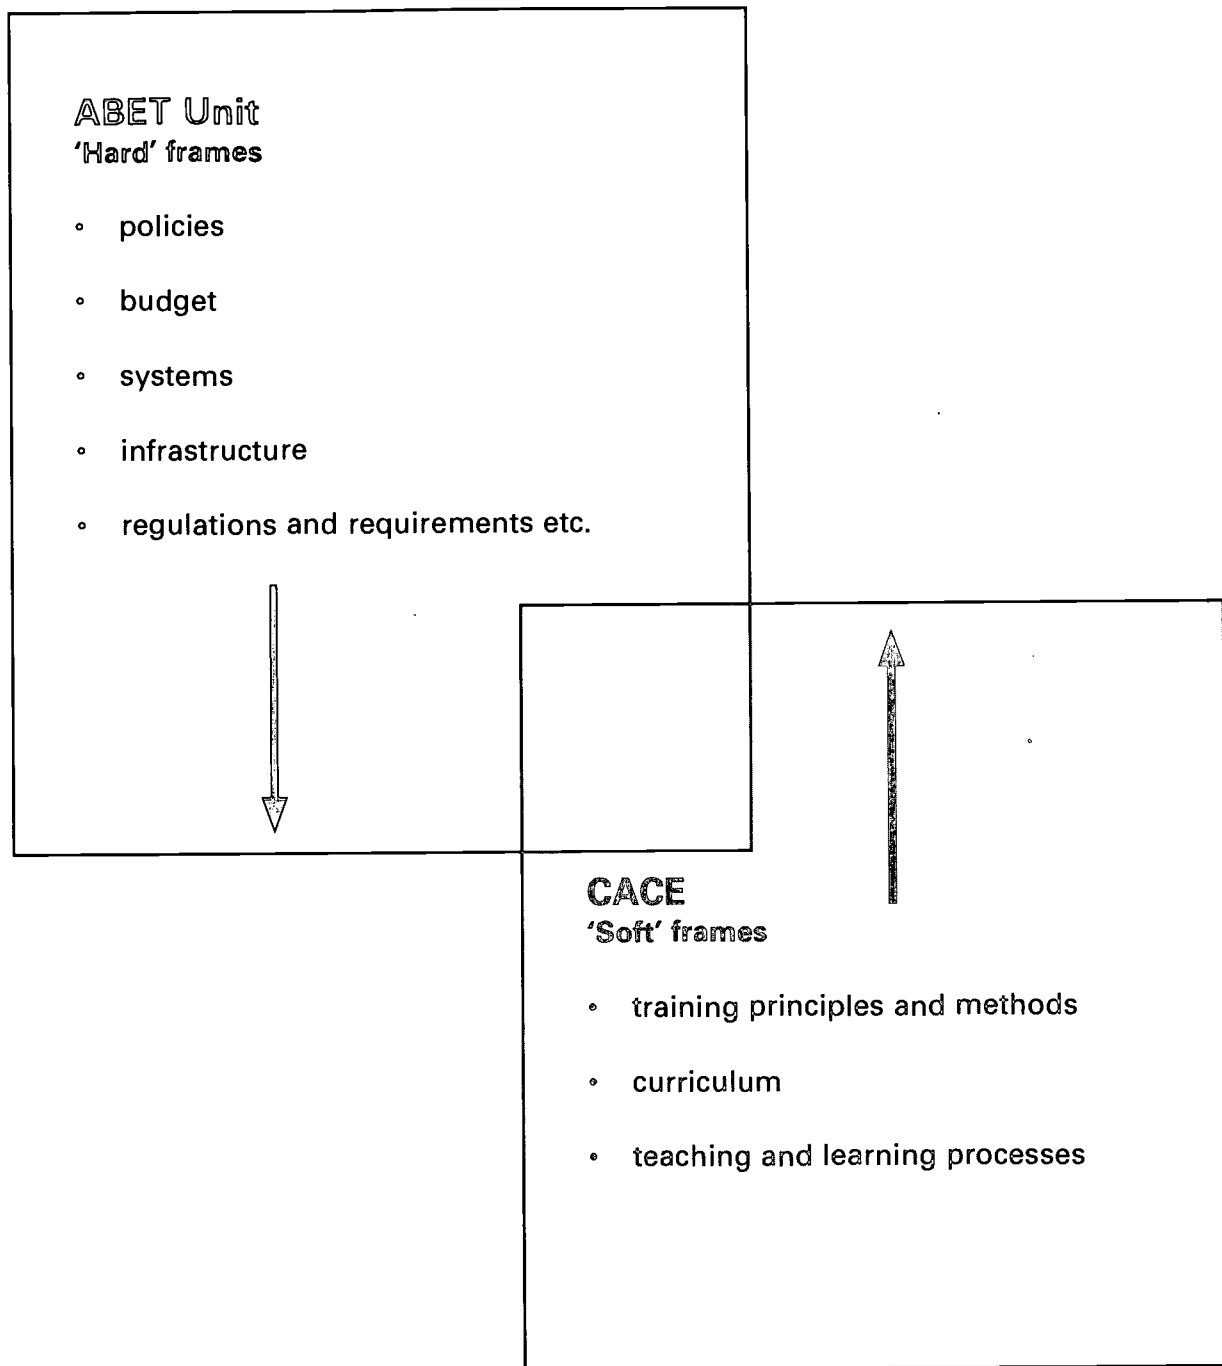 ABET Unit
‘Hard’ frames
◦ policies
◦ budget
◦ systems
◦ infrastructure
◦ regulations and requirements etc.
CACE
‘Soft’ frames
◦ training principles and methods
◦ curriculum
◦ teaching and learning processes